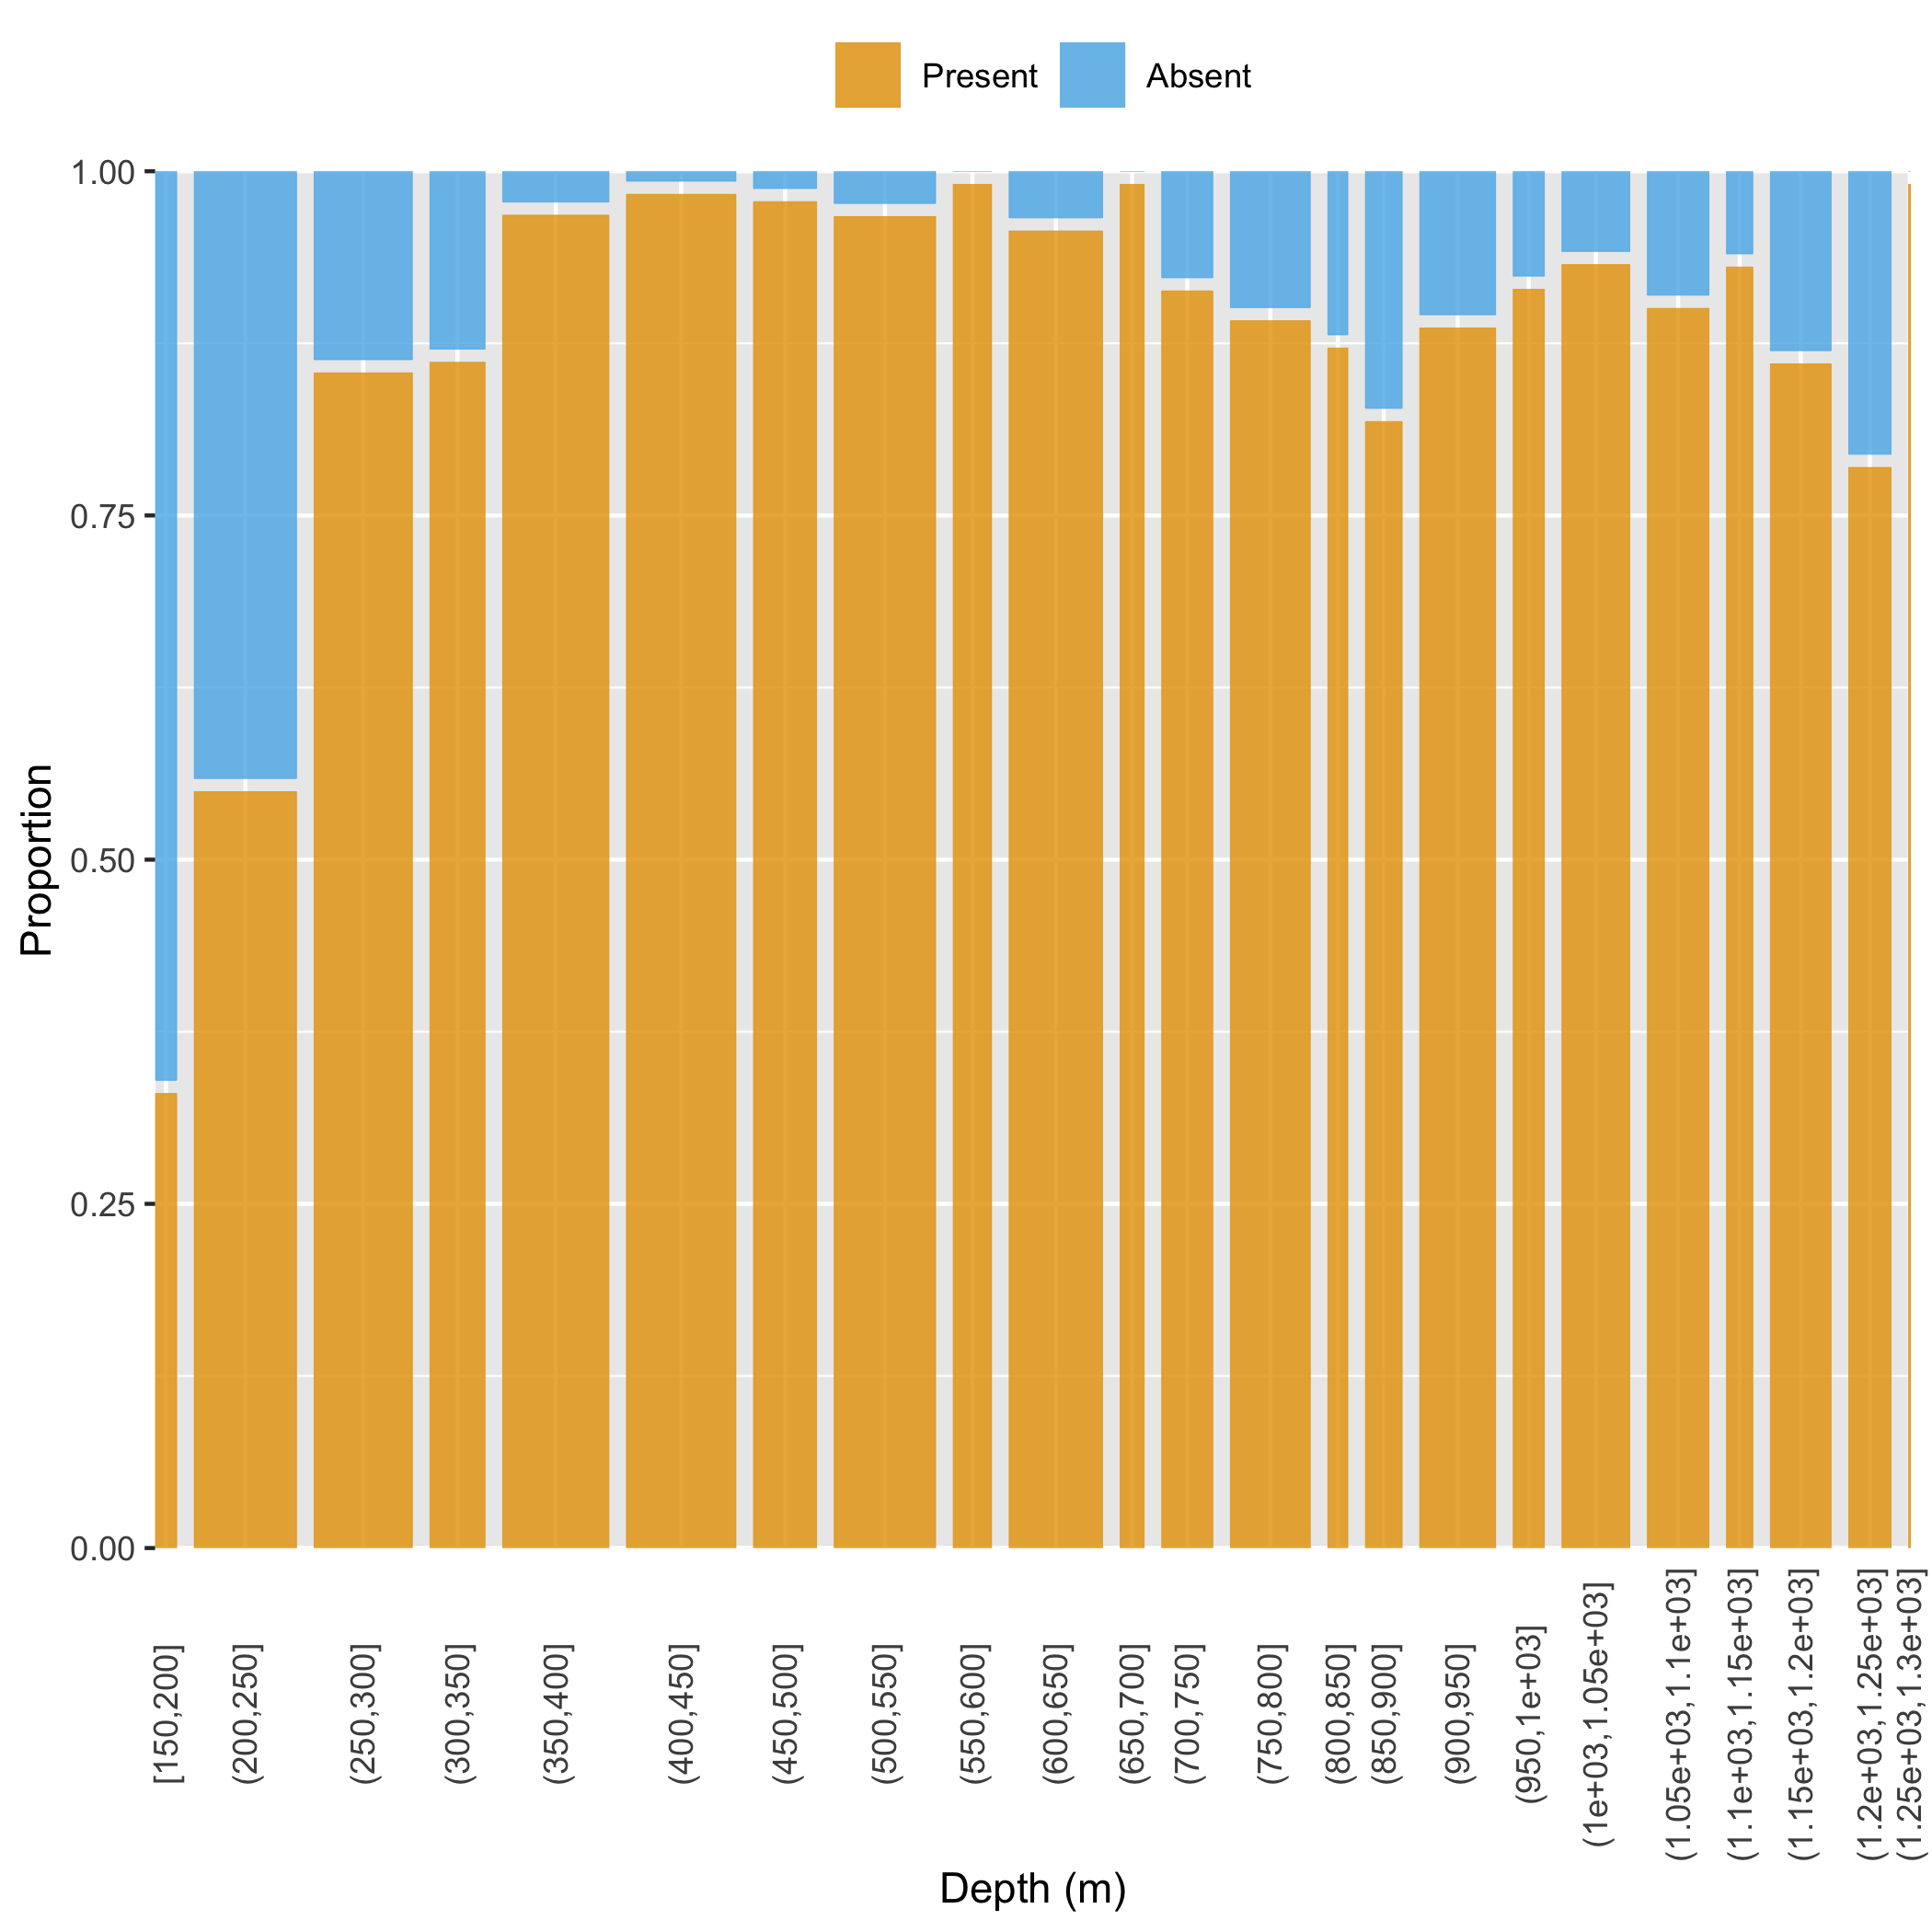 Present Absent
1.00
0.75
0.50
0.25
0.00
Proportion
[150,200]
(200,250]
(250,300]
(300,350]
(350,400]
(400,450]
(450,500]
(500,550]
(550,600]
(600,650]
(650,700]
(700,750]
(750,800]
(800,850]
(850,900]
(900,950]
(950,1e+03]
(1e+03,1.05e+03]
(1.05e+03,1.1e+03]
(1.1e+03,1.15e+03]
(1.15e+03,1.2e+03]
(1.2e+03,1.25e+03]
(1.25e+03,1.3e+03]
Depth (m)